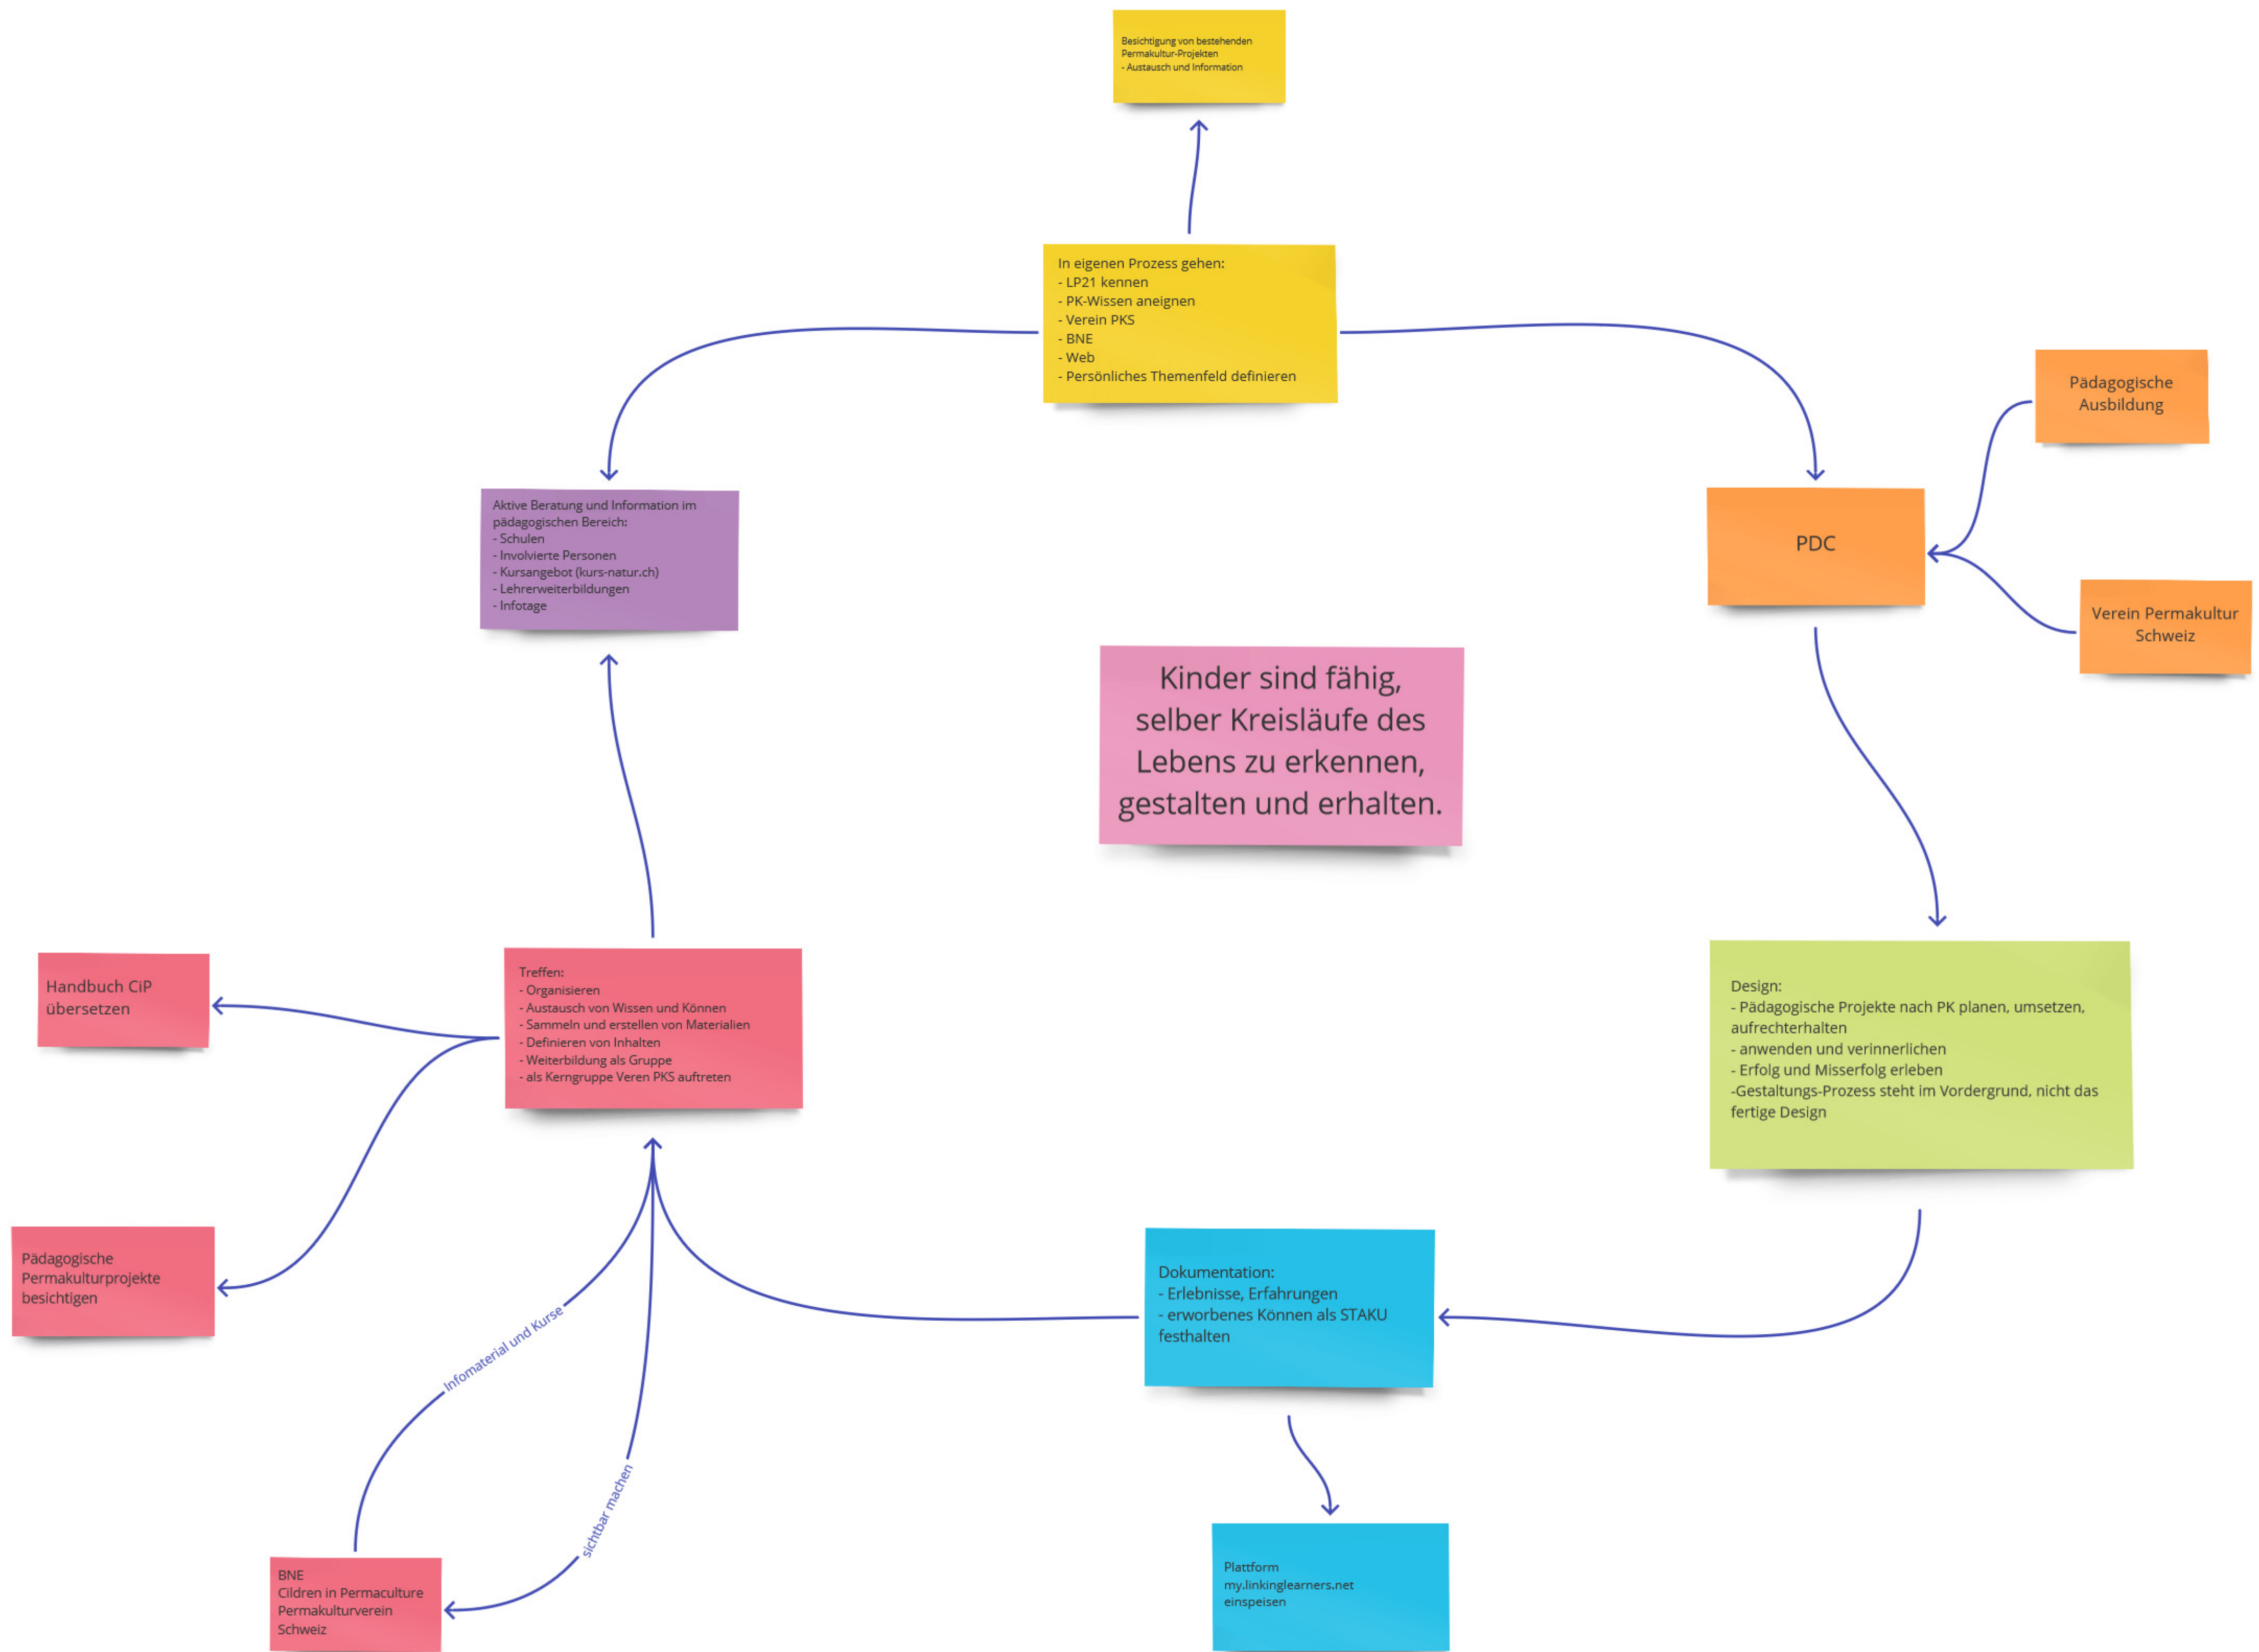 Besichtigung von bestehenden
Permakultur-Projekten
- Austausch und Information
In eigenen Prozess gehen:
- LP21 kennen
- PK-Wissen aneignen
- Verein PKS
- BNE
- Web
- Persönliches Themenfeld definieren
Pädagogische
Ausbildung
PDC
Verein Permakultur
Schweiz
Aktive Beratung und Information im
pädagogischen Bereich:
- Schulen
- Involvierte Personen
- Kursangebot (kurs-natur.ch)
- Lehrerweiterbildungen
- Infotage
Kinder sind fähig,
selber Kreisläufe des
Lebens zu erkennen,
gestalten und erhalten.
Handbuch CiP
übersetzen
Treffen:
- Organisieren
- Austausch von Wissen und Können
- Sammeln und erstellen von Materialien
- Definieren von Inhalten
- Weiterbildung als Gruppe
- als Kerngruppe Veren PKS auftreten
Design:
- Pädagogische Projekte nach PK planen, umsetzen,
aufrechterhalten
- anwenden und verinnerlichen
- Erfolg und Misserfolg erleben
-Gestaltungs-Prozess steht im Vordergrund, nicht das
fertige Design
Pädagogische
Permakulturprojekte
besichtigen
Dokumentation:
- Erlebnisse, Erfahrungen
- erworbenes Können als STAKU
festhalten
Infomaterial und Kurse
sichtbar machen
BNE
Cildren in Permaculture
Permakulturverein
Schweiz
Plattform
my.linkinglearners.net
einspeisen